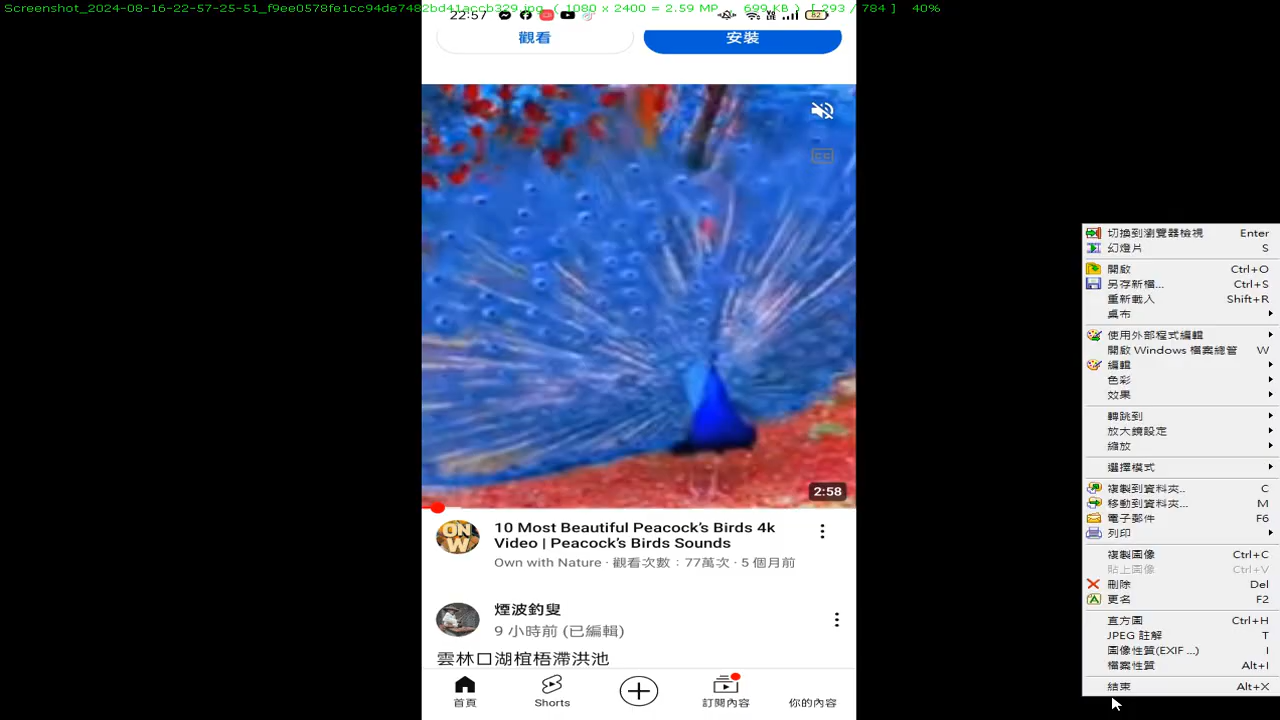 Screenshot_2024-08-16-22-57-25-51_f9ee0578fe1cc94de7482bd41accb329.jpg ( 1080 x 2400 = 2.59 MP, 699 KB ) [ 293 / 784 ] 40%
22:57
82
觀看
安裝
CC
2:58
10 Most Beautiful Peacock's Birds 4k
Video | Peacock's Birds Sounds
Own with Nature · 觀看次數：77萬次 · 5 個月前
ON W
煙波釣叟
9 小時前 (已編輯)
雲林口湖椬梧滯洪池
首頁
Shorts
訂閱內容
你的內容
切換到瀏覽器檢視 Enter
幻燈片 S
開啟 Ctrl+O
另存新檔... Ctrl+S
重新載入 Shift+R
桌布
使用外部程式編輯
開啟 Windows 檔案總管 W
編輯
色彩
效果
轉跳到
放大鏡設定
縮放
選擇模式
複製到資料夾.. C
移動到資料夾... M
電子郵件 F6
列印
複製圖像 Ctrl+C
貼上圖像 Ctrl+V
刪除 Del
更名 F2
直方圖 Ctrl+H
JPEG 註解 T
圖像性質(EXIF ...) I
檔案性質 Alt+I
結束 Alt+X